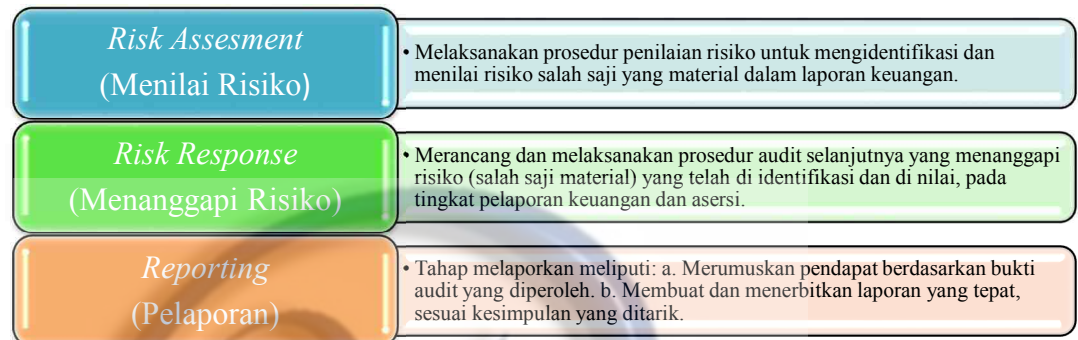 Risk Assesment
(Menilai Risiko)
• Melaksanakan prosedur penilaian risiko untuk mengidentifikasi dan
menilai risiko salah saji yang material dalam laporan keuangan.
Risk Response
(Menanggapi Risiko)
• Merancang dan melaksanakan prosedur audit selanjutnya yang menanggapi
risiko (salah saji material) yang telah di identifikasi dan di nilai, pada
tingkat pelaporan keuangan dan asersi.
Reporting
(Pelaporan)
• Tahap melaporkan meliputi: a. Merumuskan pendapat berdasarkan bukti
audit yang diperoleh. b. Membuat dan menerbitkan laporan yang tepat,
sesuai kesimpulan yang ditarik.